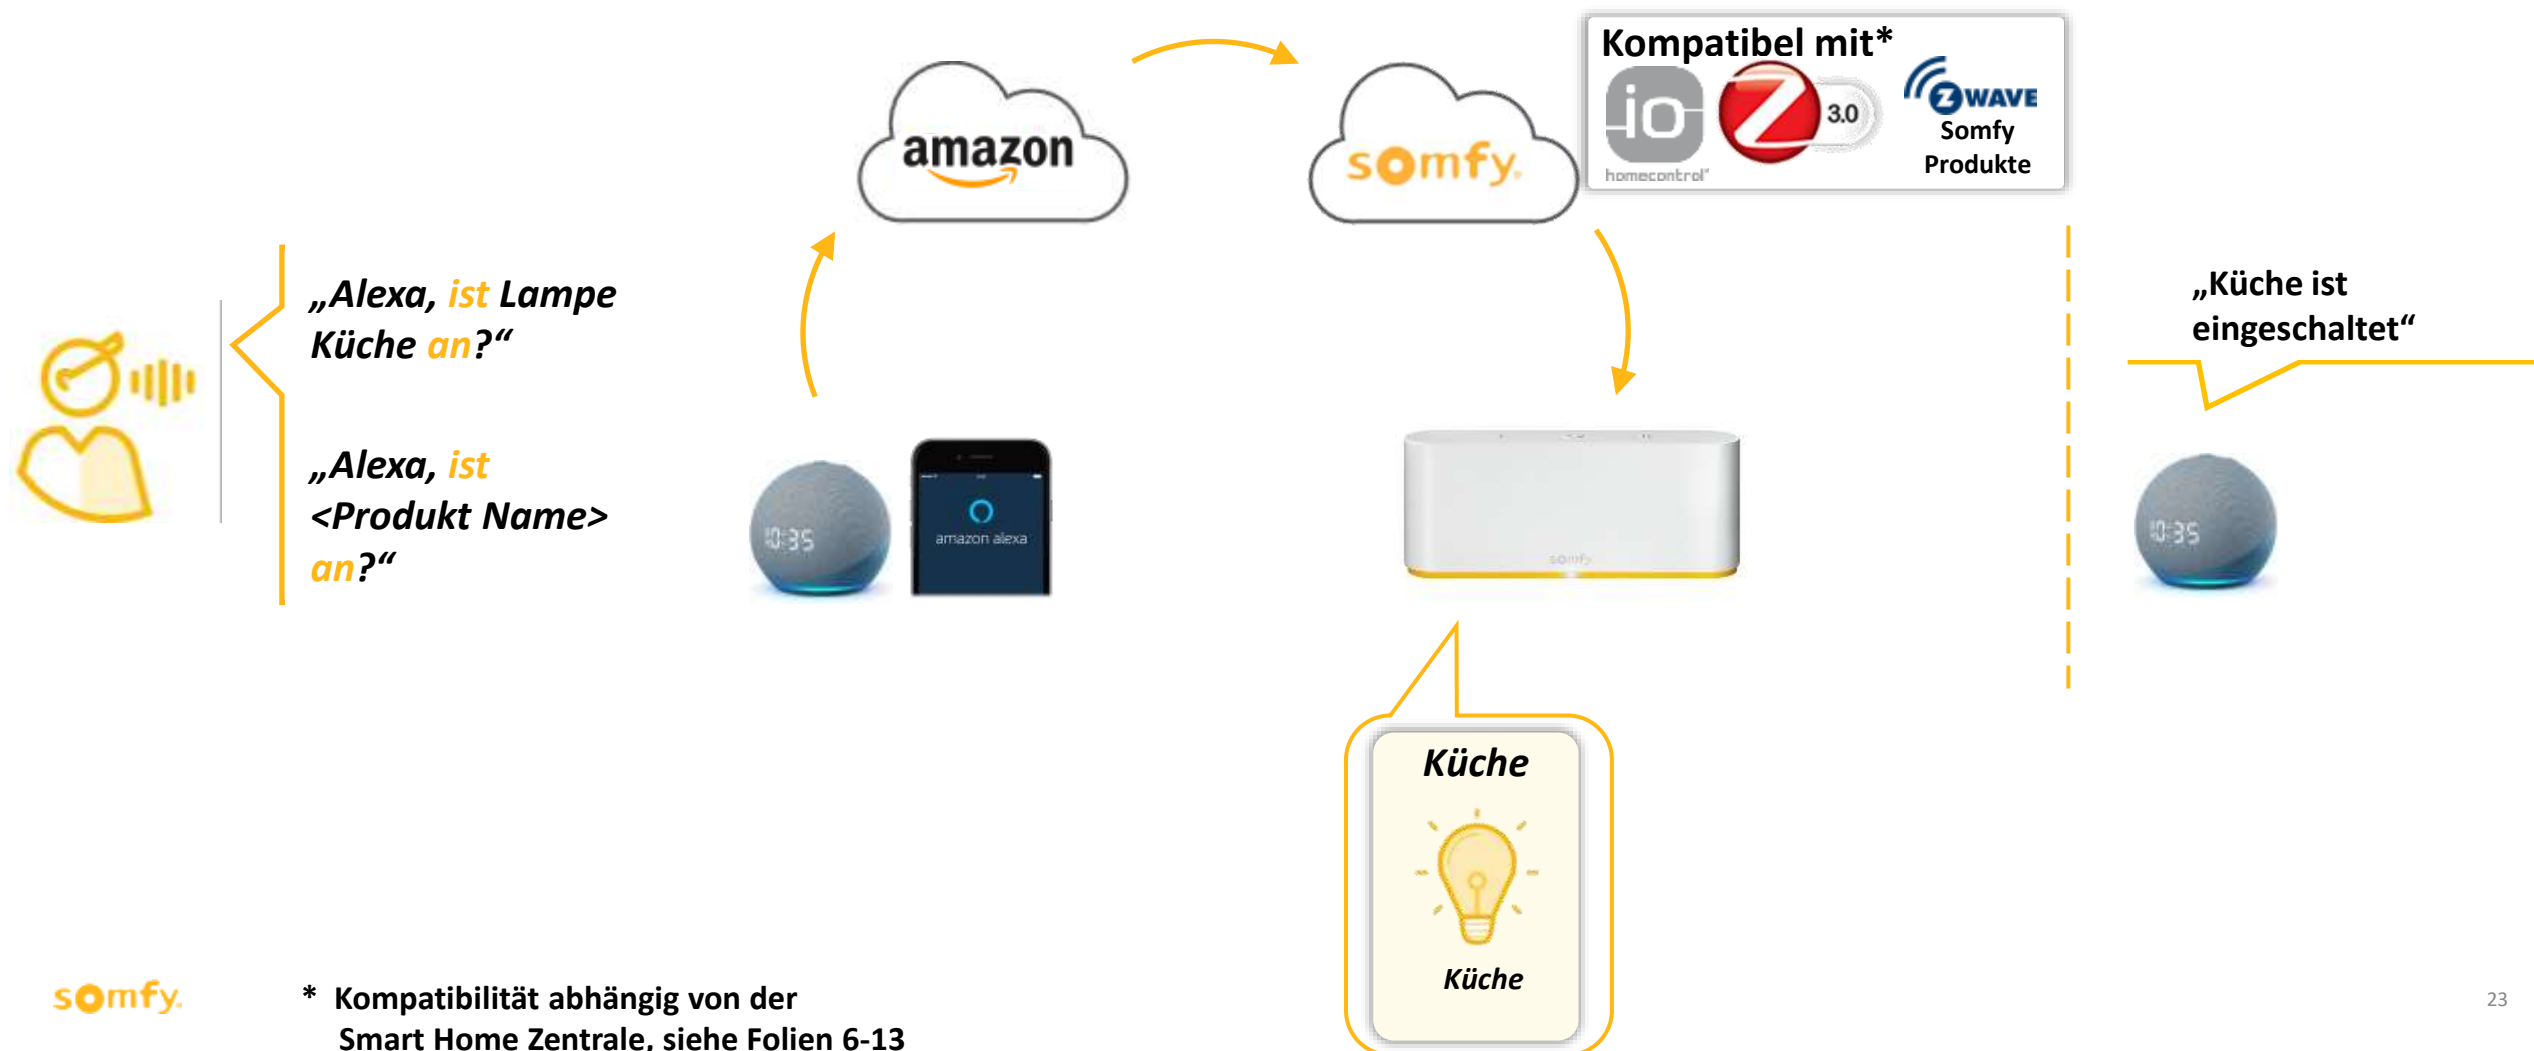 Kompatibel mit*
io
homecontrol®
Z
3.0
Z WAVE
Somfy
Produkte
amazon
somfy.
„Alexa, ist Lampe
Küche an?“
„Alexa, ist
<Produkt Name>
an?“
10:35
amazon alexa
somfy
„Küche ist
eingeschaltet“
10:35
Küche
Küche
somfy.
* Kompatibilität abhängig von der
Smart Home Zentrale, siehe Folien 6-13
23